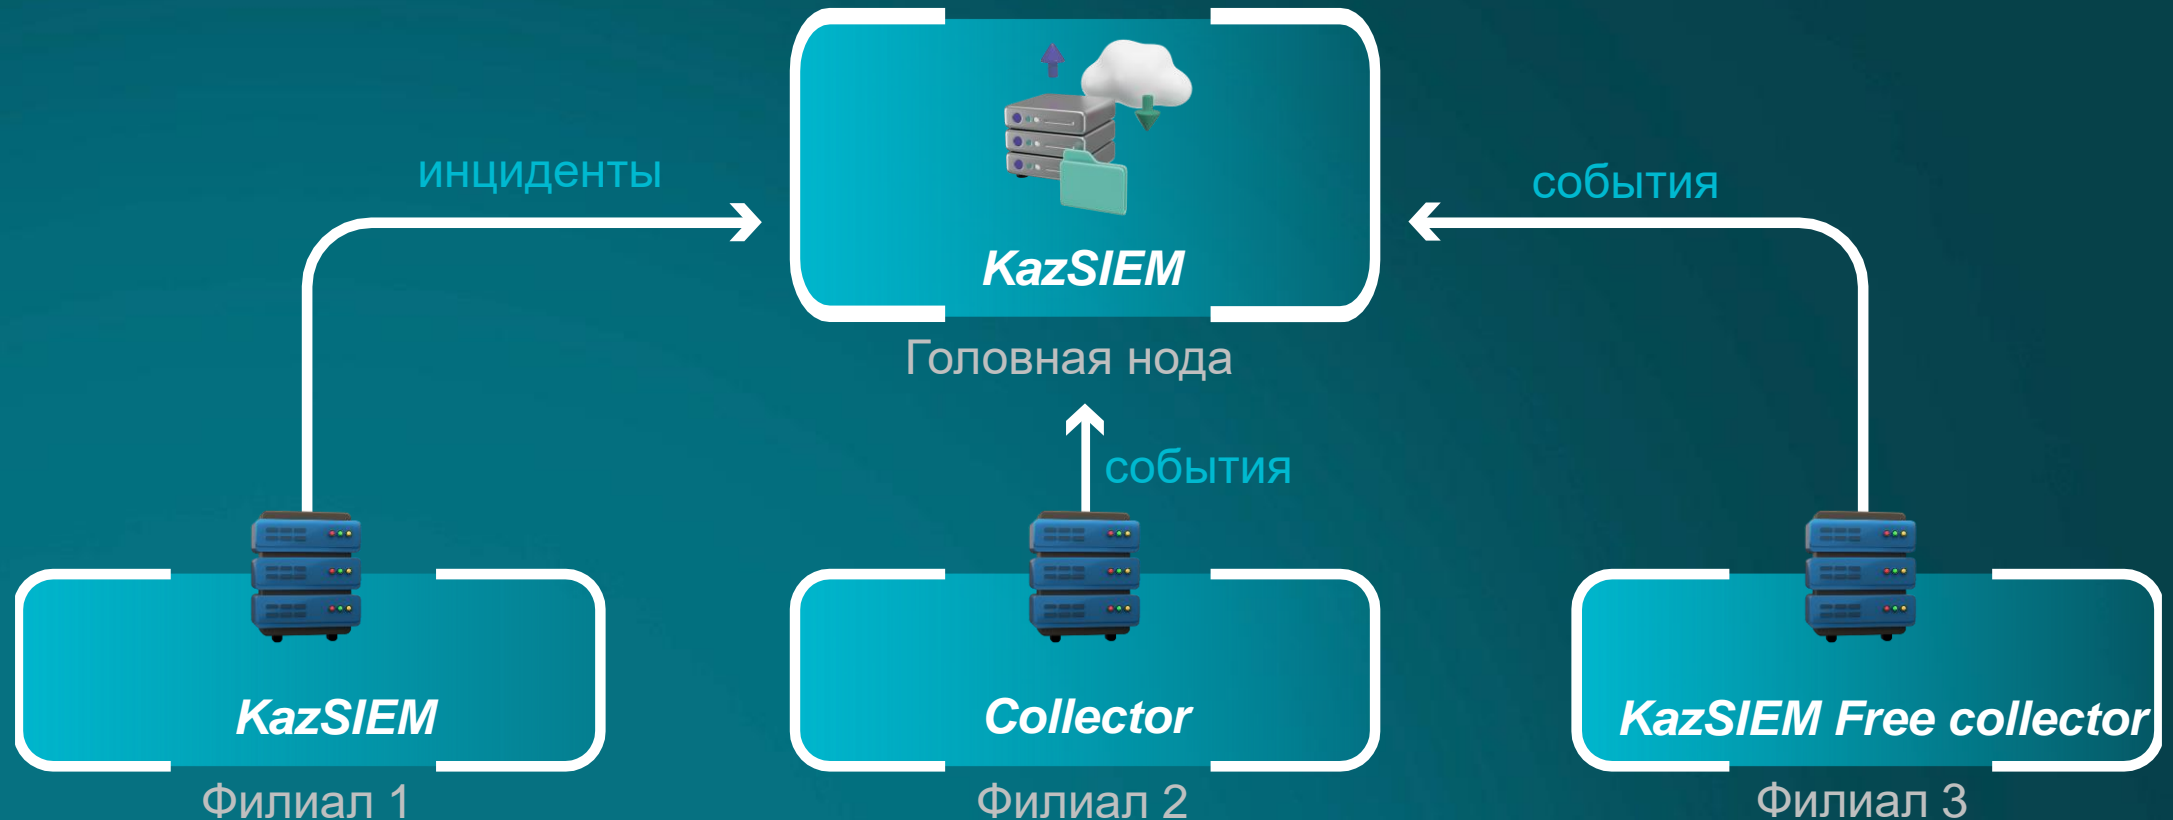 инциденты
события
KazSIEM
Головная нода
события
KazSIEM
Collector
KazSIEM Free collector
Филиал 1
Филиал 2
Филиал 3